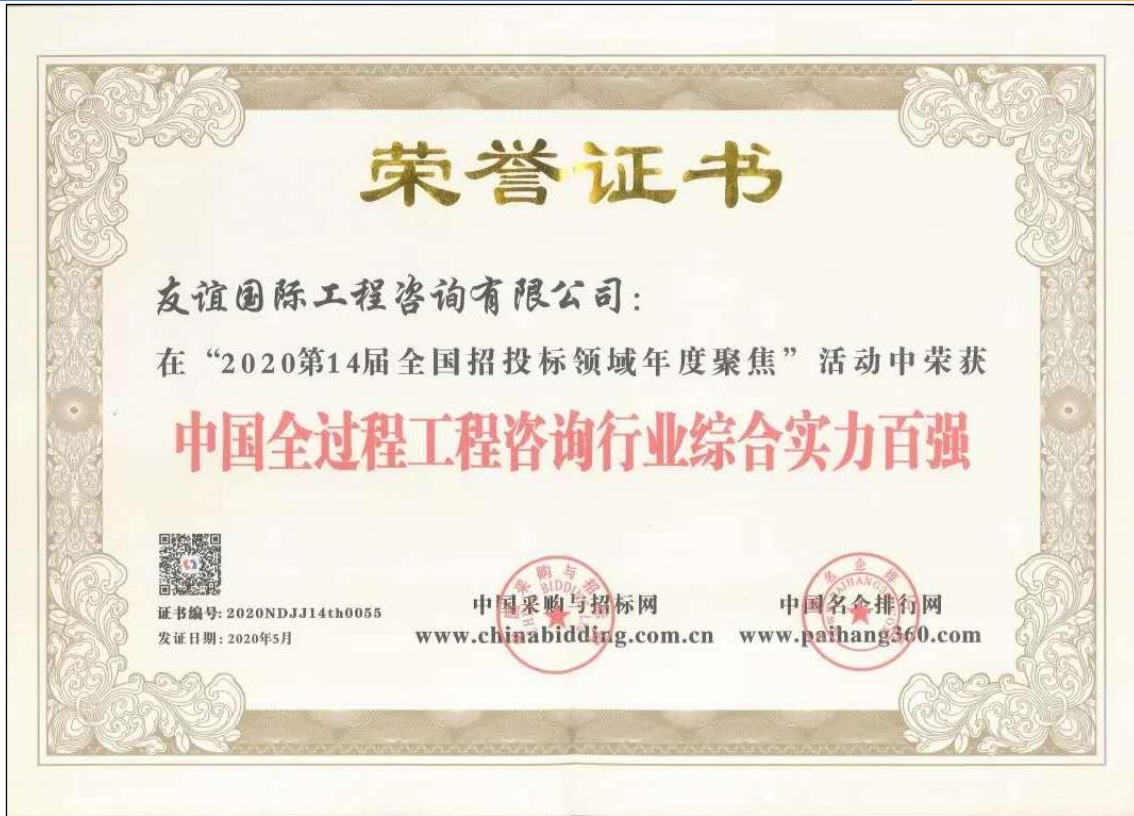 荣誉证书
友谊国际工程咨询有限公司：
在“2020第14届全国招投标领域年度聚焦”活动中荣获
中国全过程工程咨询行业综合实力百强
证书编号：2020NDJJ14th0055
发证日期：2020年5月
中国采购与招标网
www.chinabidding.com.cn
中国名企排行网
www.paihang360.com